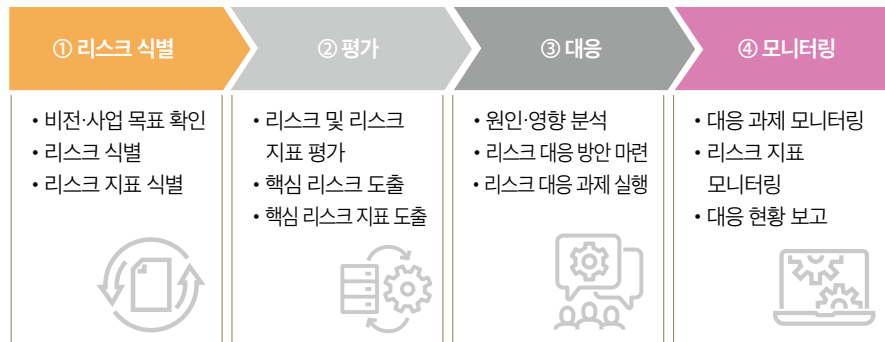 ① 리스크 식별
• 비전·사업 목표 확인
• 리스크 식별
• 리스크 지표 식별
② 평가
• 리스크 및 리스크
지표 평가
• 핵심 리스크 도출
• 핵심 리스크 지표 도출
③ 대응
• 원인·영향 분석
• 리스크 대응 방안 마련
• 리스크 대응 과제 실행
④ 모니터링
• 대응 과제 모니터링
• 리스크 지표
모니터링
• 대응 현황 보고